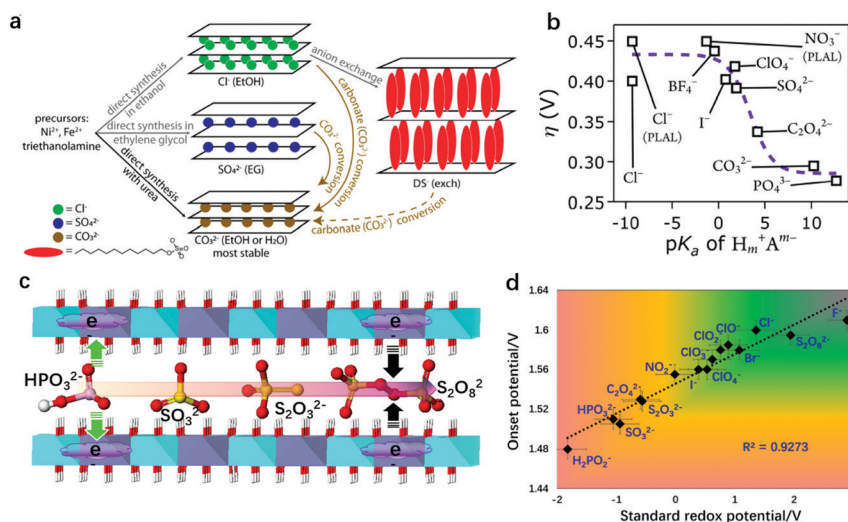 a
direct synthesis
in ethanol
Cl⁻ (EtOH)
anion exchange
precursors:
Ni²⁺, Fe²⁺
triethanolamine
direct synthesis in
ethylene glycol
SO₄²⁻ (EG)
direct synthesis
with urea
CO₃²⁻
conversion
carbonate (CO₃²⁻)
conversion
DS⁻ (exch)
carbonate (CO₃²⁻) conversion
CO₃²⁻ (EtOH or H₂O)
most stable
= Cl⁻
= SO₄²⁻
= CO₃²⁻
=
b
η (V)
0.45
0.40
0.35
0.30
0.25
-10
-5
0
5
10
pKₐ of Hₘ⁺Aᵐ⁻
NO₃⁻
(PLAL)
ClO₄⁻
BF₄⁻
SO₄²⁻
I⁻
Cl⁻
(PLAL)
C₂O₄²⁻
CO₃²⁻
Cl⁻
PO₄³⁻
c
e⁻
e⁻
HPO₃²⁻
SO₃²⁻
S₂O₃²⁻
S₂O₈²
e⁻
e⁻
d
Onset potential/V
1.64
1.60
1.56
1.52
1.48
1.44
-2
-1
0
1
2
Standard redox potential/V
F⁻
Cl⁻
ClO⁻
ClO₂⁻
S₂O₈²⁻
ClO₃⁻
Br⁻
NO₂⁻
I⁻
ClO₄⁻
C₂O₄²⁻
S₂O₃²⁻
HPO₃²⁻
SO₃²⁻
H₂PO₂⁻
R² = 0.9273